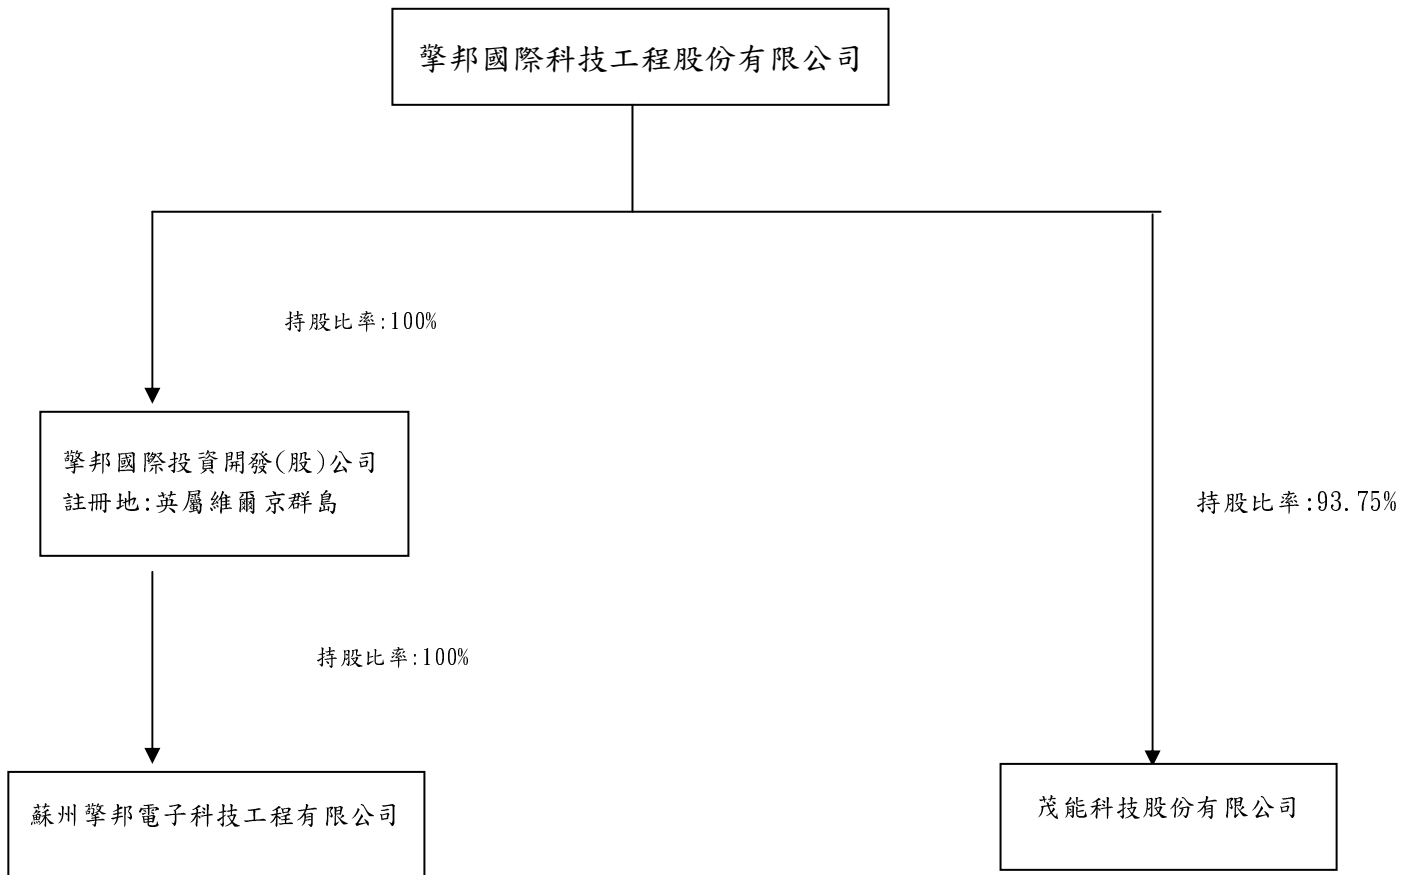 擎邦國際科技工程股份有限公司
持股比率:100%
擎邦國際投資開發(股)公司
註冊地:英屬維爾京群島
持股比率:93.75%
持股比率:100%
蘇州擎邦電子科技工程有限公司
茂能科技股份有限公司